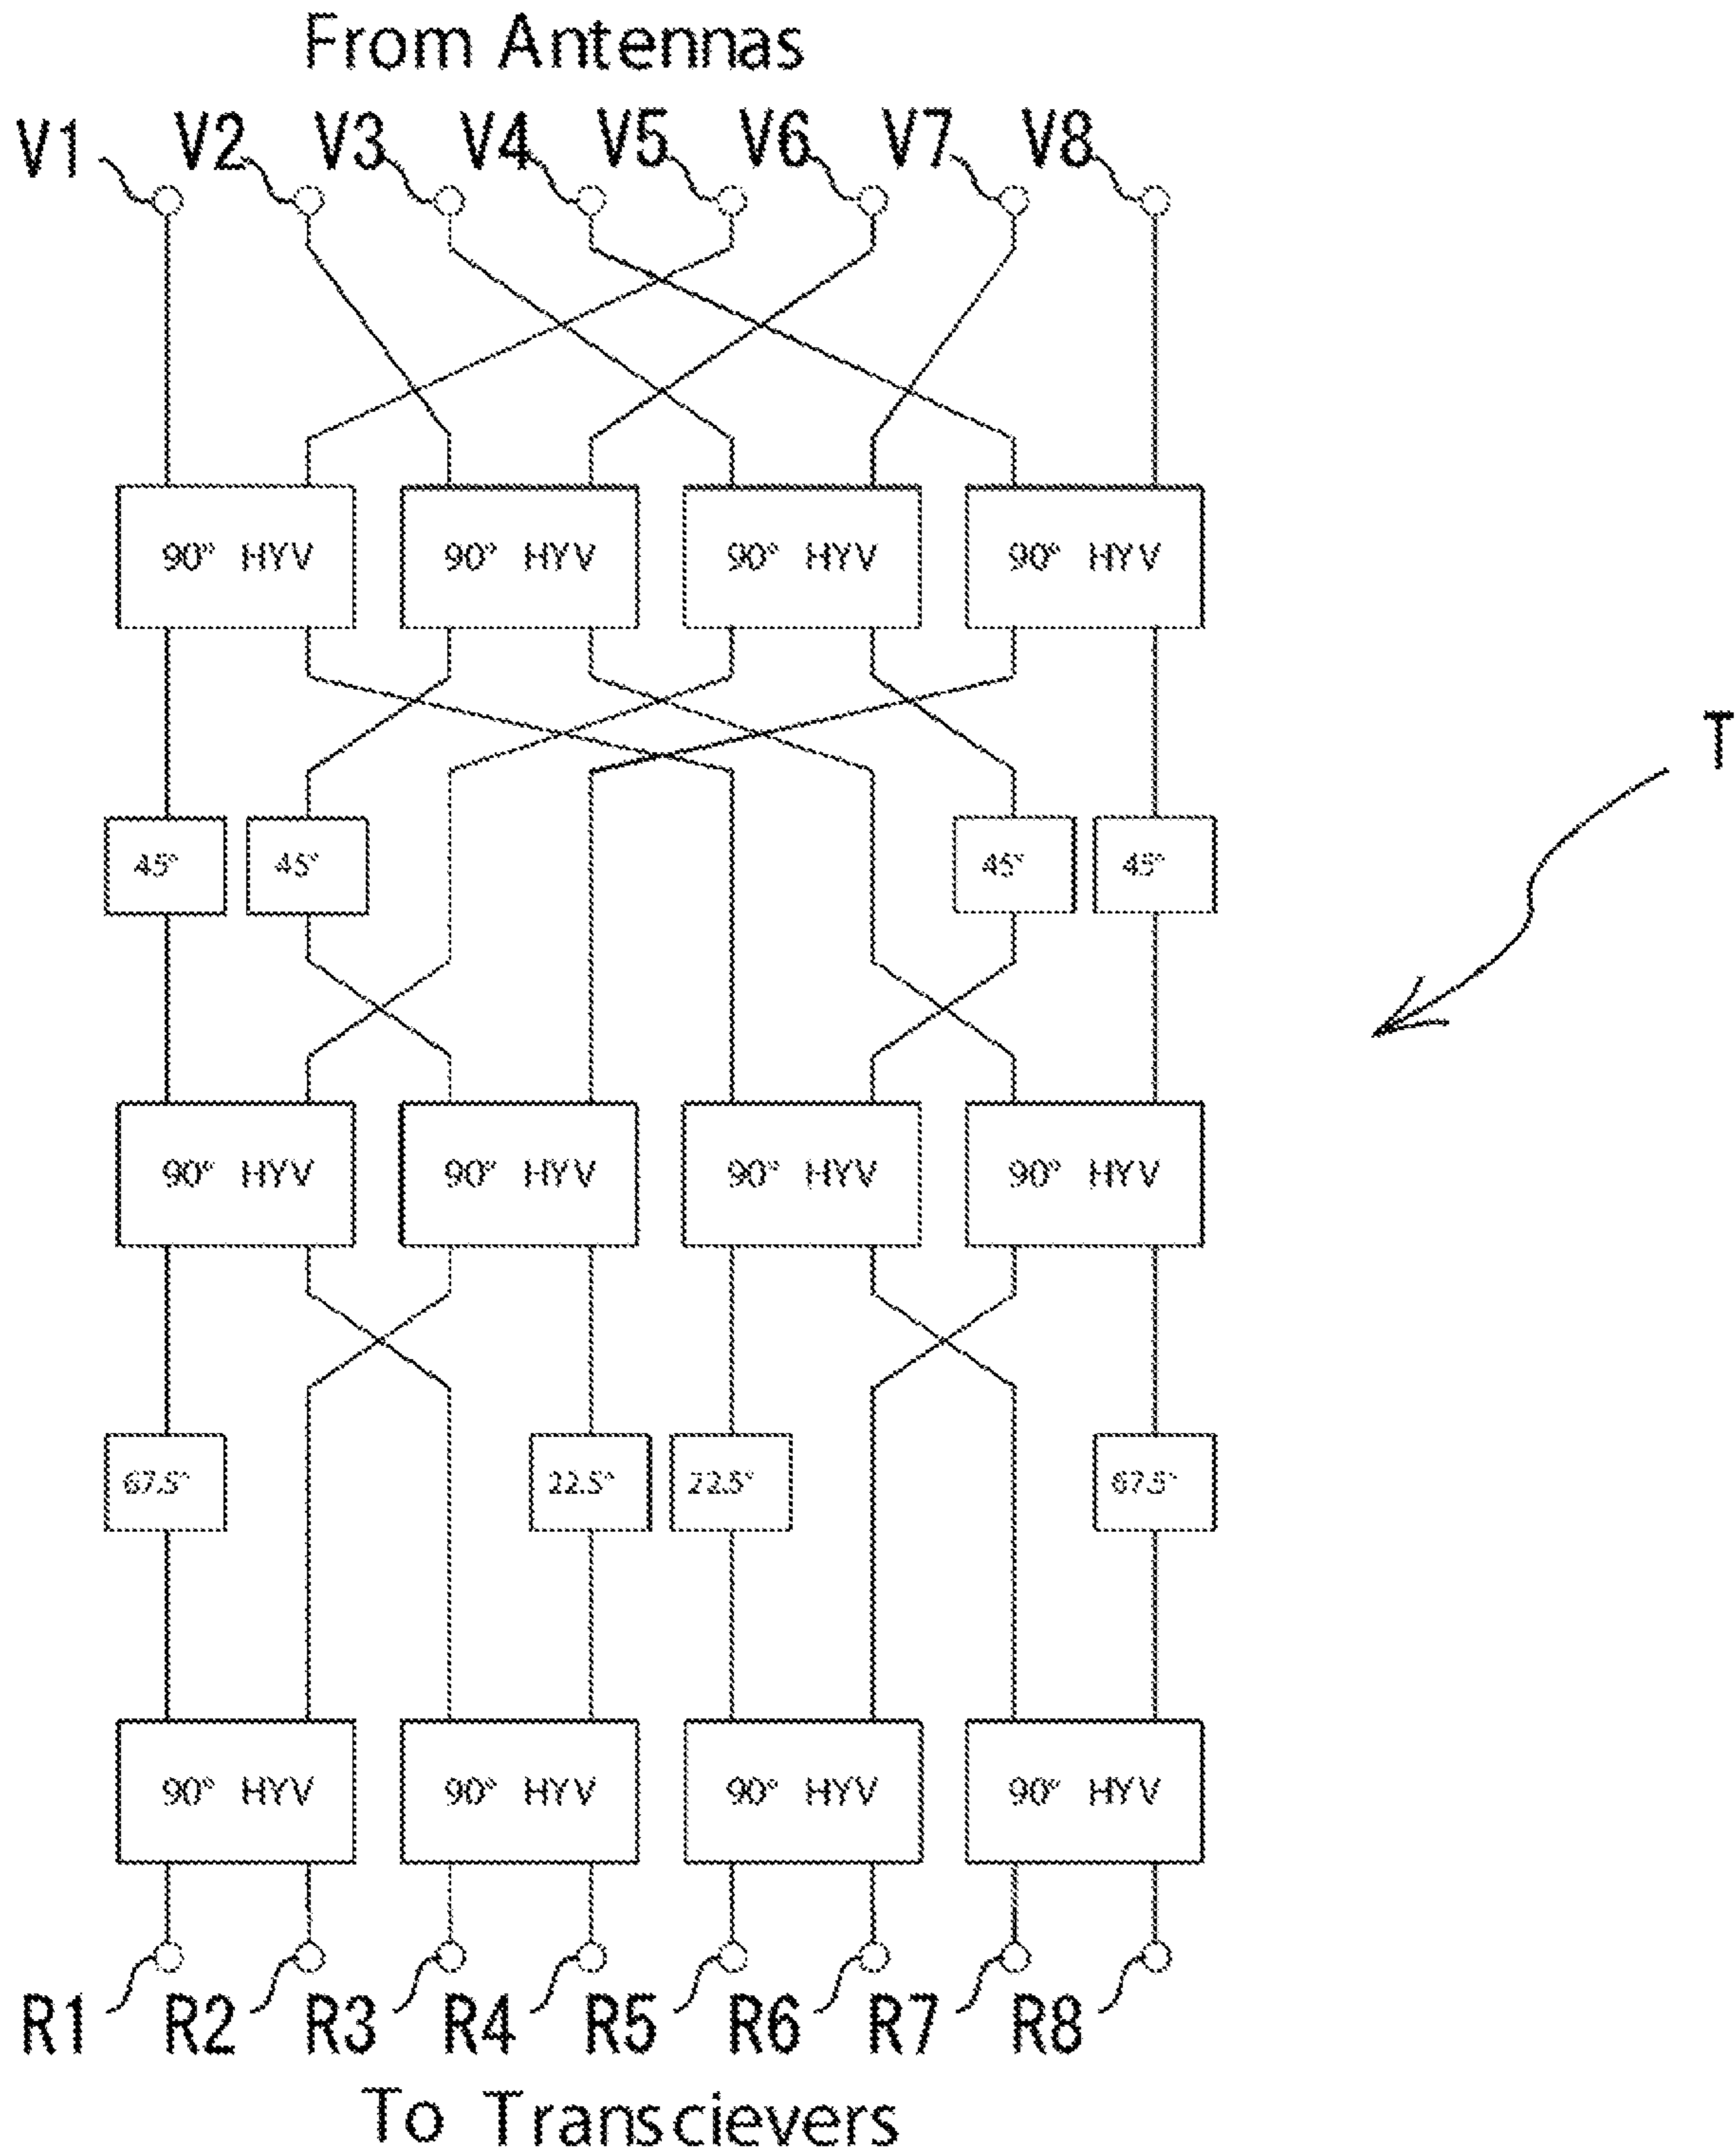 From Antennas
V1 V2 V3 V4 V5 V6 V7 V8
90° HYV 90° HYV 90° HYV 90° HYV
T
45° 45° 45° 45°
90° HYV 90° HYV 90° HYV 90° HYV
67.5° 22.5° 22.5° 67.5°
90° HYV 90° HYV 90° HYV 90° HYV
R1 R2 R3 R4 R5 R6 R7 R8
To Transcievers